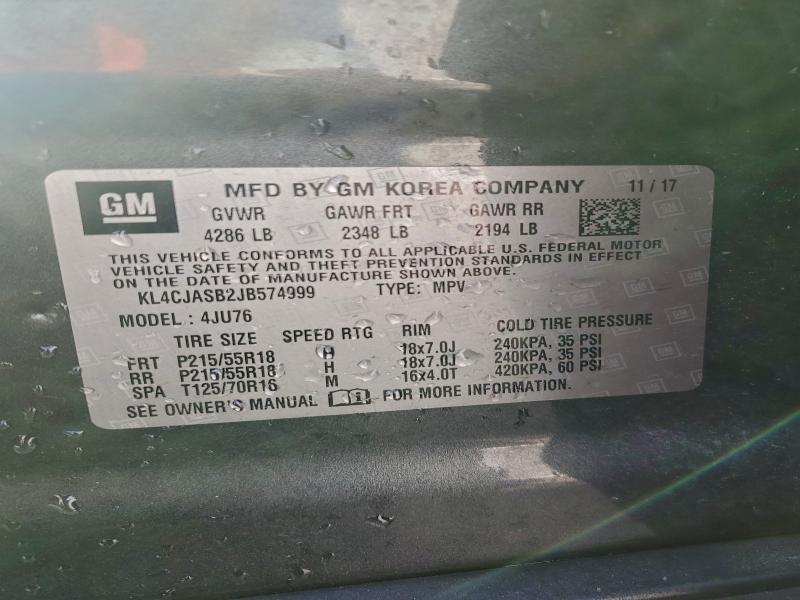 GM MFD BY GM KOREA COMPANY 11/17
GVWR GAWR FRT GAWR RR
4286 LB 2348 LB 2194 LB
THIS VEHICLE CONFORMS TO ALL APPLICABLE U.S. FEDERAL MOTOR
VEHICLE SAFETY AND THEFT PREVENTION STANDARDS IN EFFECT
ON THE DATE OF MANUFACTURE SHOWN ABOVE.
KL4CJASB2JB574999 TYPE: MPV
MODEL : 4JU76
TIRE SIZE SPEED RTG RIM COLD TIRE PRESSURE
FRT P215/55R18 H 18x7.0J 240KPA, 35 PSI
RR P215/55R18 H 18x7.0J 240KPA, 35 PSI
SPA T125/70R16 M 16x4.0T 420KPA, 60 PSI
SEE OWNER'S MANUAL FOR MORE INFORMATION.